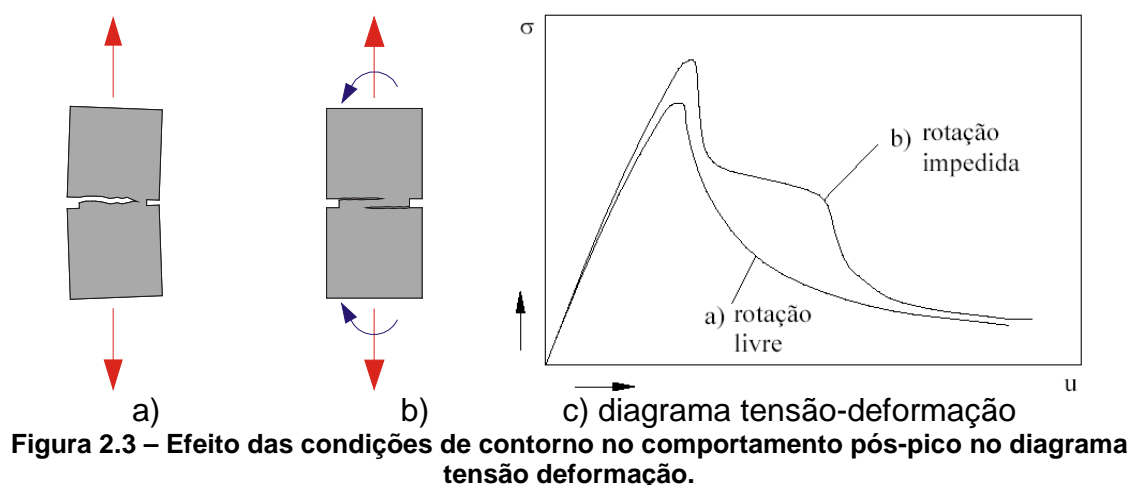 σ
b) rotação
impedida
a) rotação
livre
u
a)
b)
c) diagrama tensão-deformação
Figura 2.3 – Efeito das condições de contorno no comportamento pós-pico no diagrama
tensão deformação.